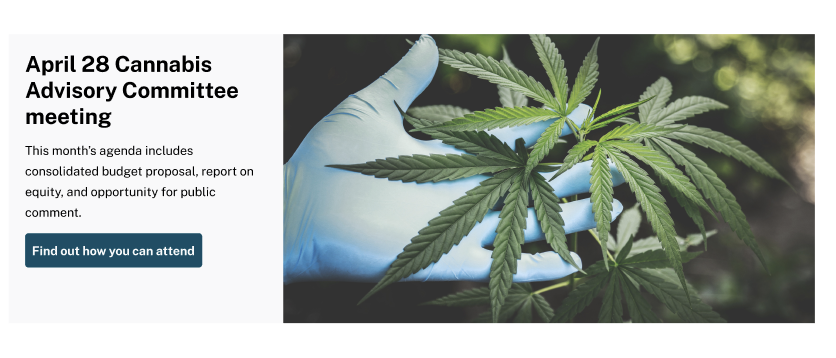 April 28 Cannabis
Advisory Committee
meeting
This month's agenda includes
consolidated budget proposal, report on
equity, and opportunity for public
comment.
Find out how you can attend